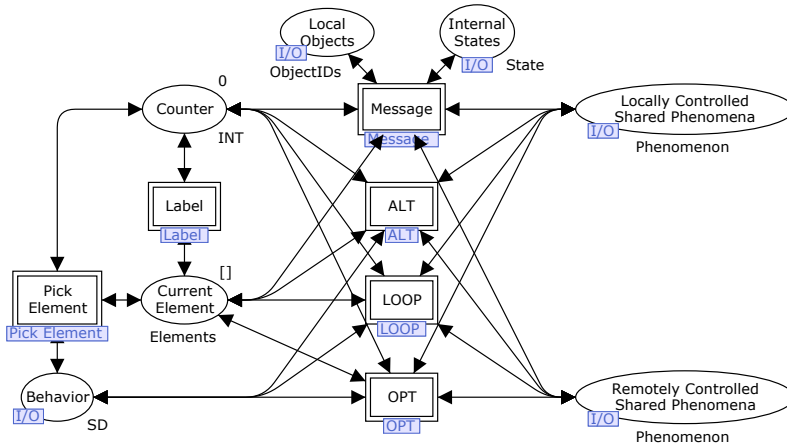 Local
Objects
I/O
ObjectIDs
Internal
States
I/O
State
0
Counter
INT
Message
Message
Locally Controlled
Shared Phenomena
I/O
Phenomenon
Label
Label
ALT
ALT
[]
Pick
Element
Pick Element
Current
Element
Elements
LOOP
LOOP
Behavior
I/O
SD
OPT
OPT
Remotely Controlled
Shared Phenomena
I/O
Phenomenon